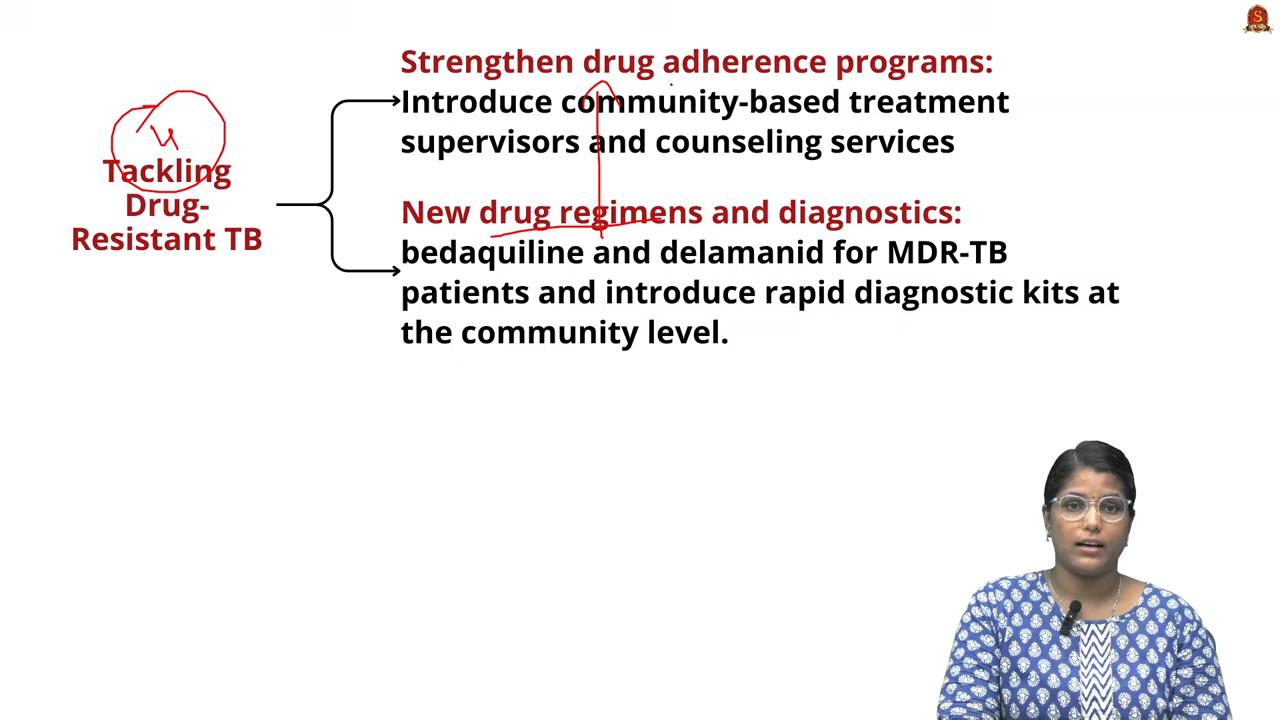 Tackling
Drug-
Resistant TB
Strengthen drug adherence programs:
Introduce community-based treatment
supervisors and counseling services
New drug regimens and diagnostics:
bedaquiline and delamanid for MDR-TB
patients and introduce rapid diagnostic kits at
the community level.